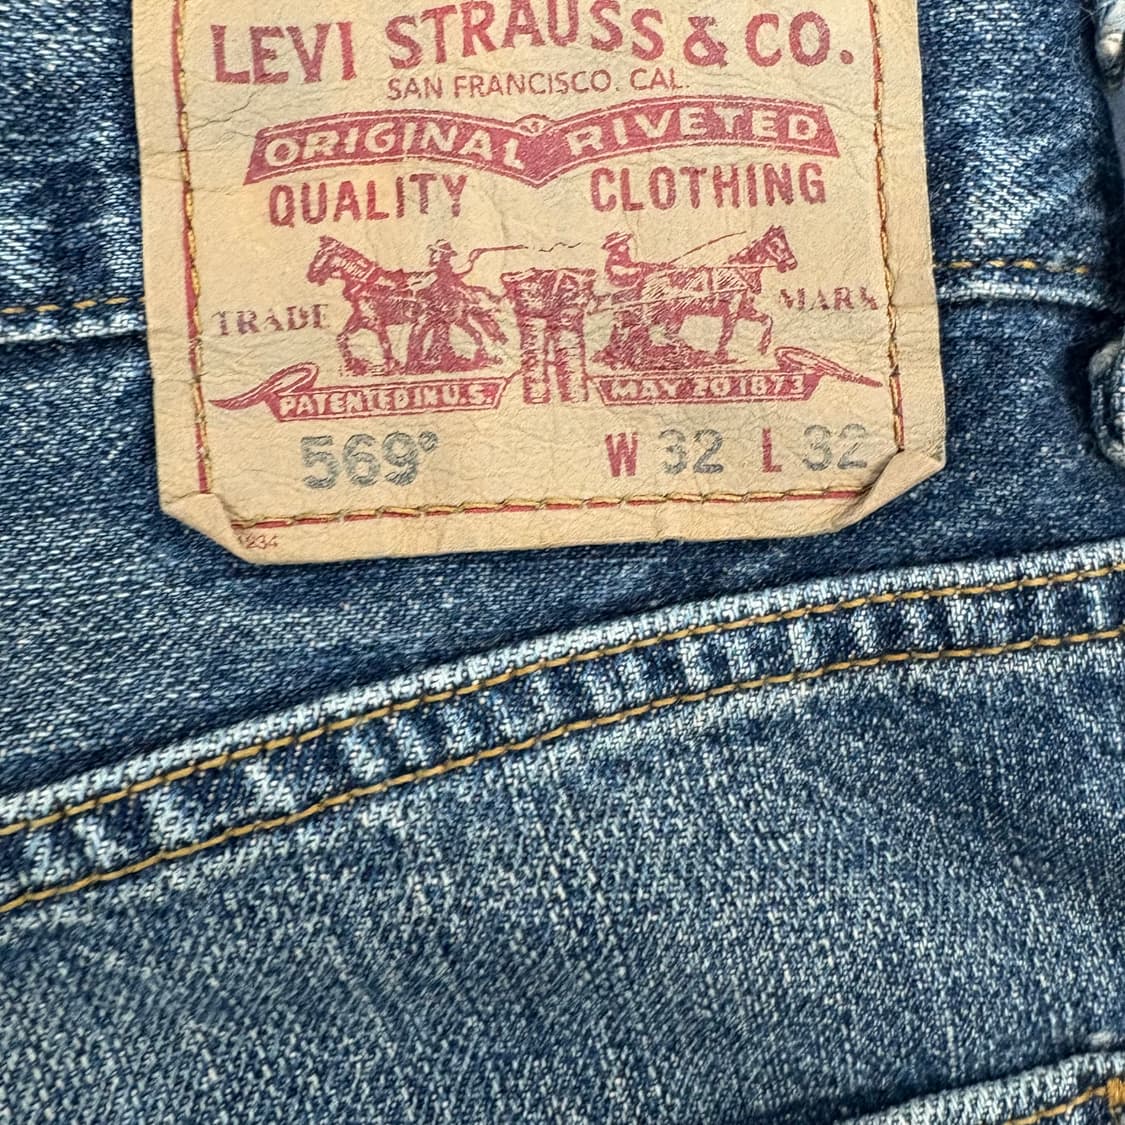 LEVI STRAUSS & CO.
SAN FRANCISCO. CAL.
ORIGINAL RIVETED
QUALITY CLOTHING
TRADE MARK
PATENTED IN U.S. MAY 20 1873
569° W 32 L 32
1234